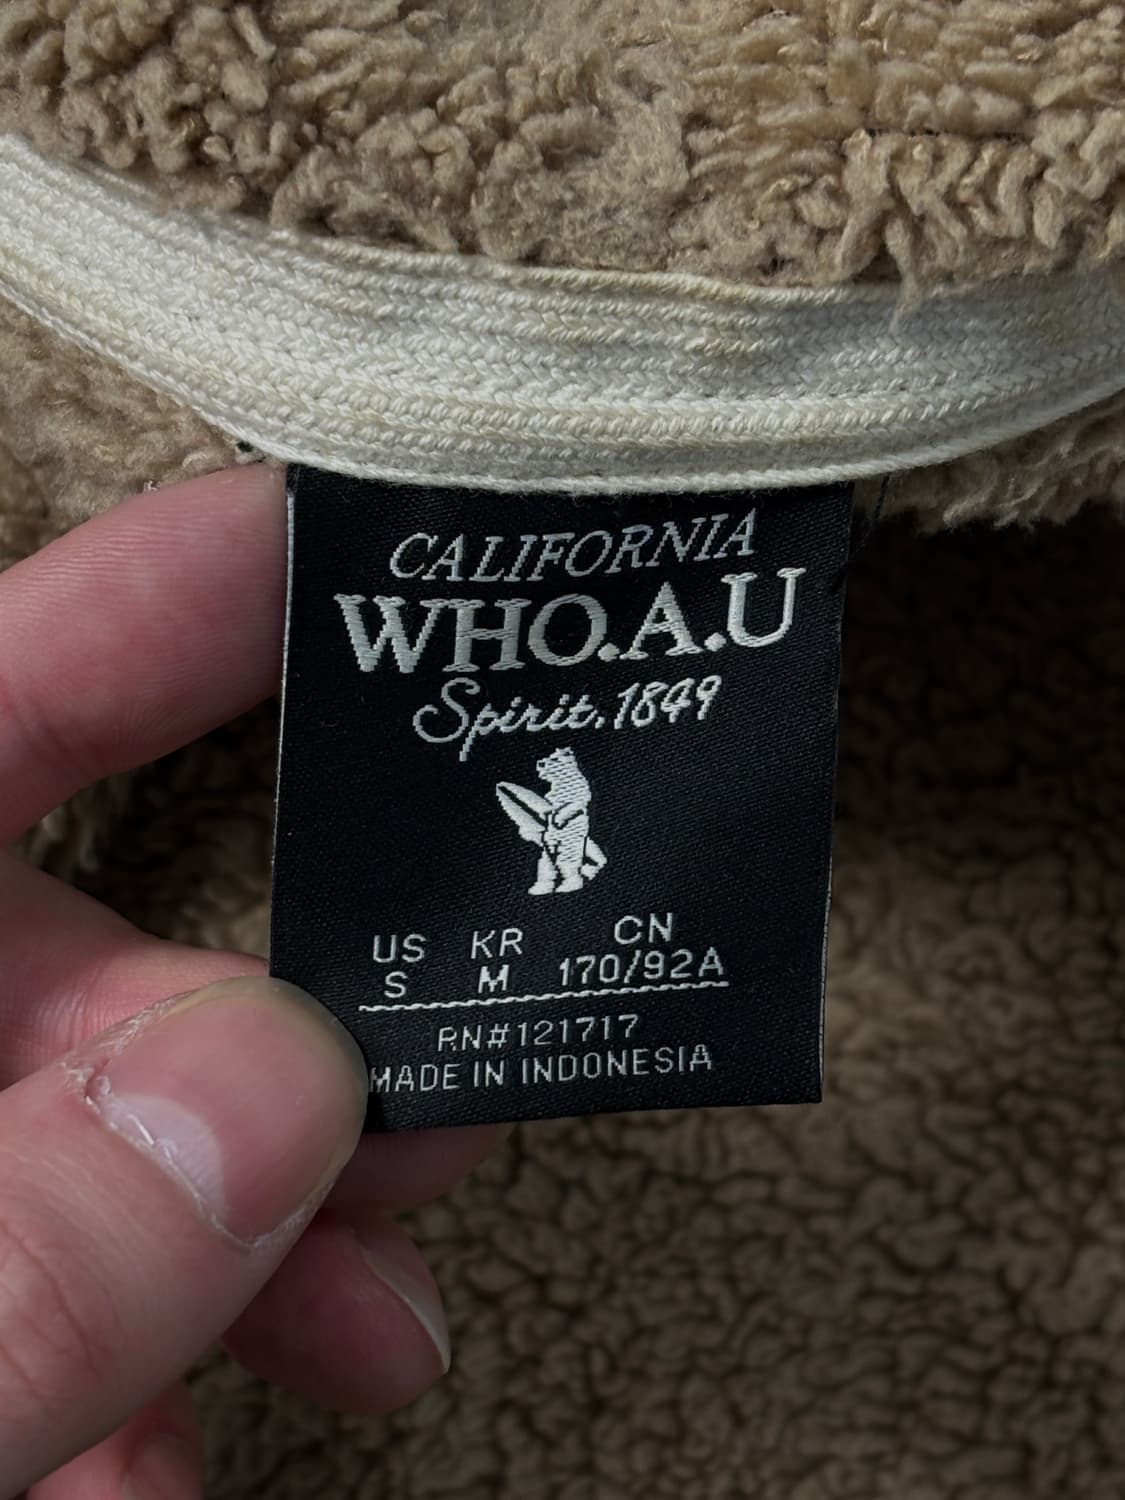 CALIFORNIA
WHO.A.U
Spirit.1849
US KR CN
S M 170/92A
RN#121717
MADE IN INDONESIA